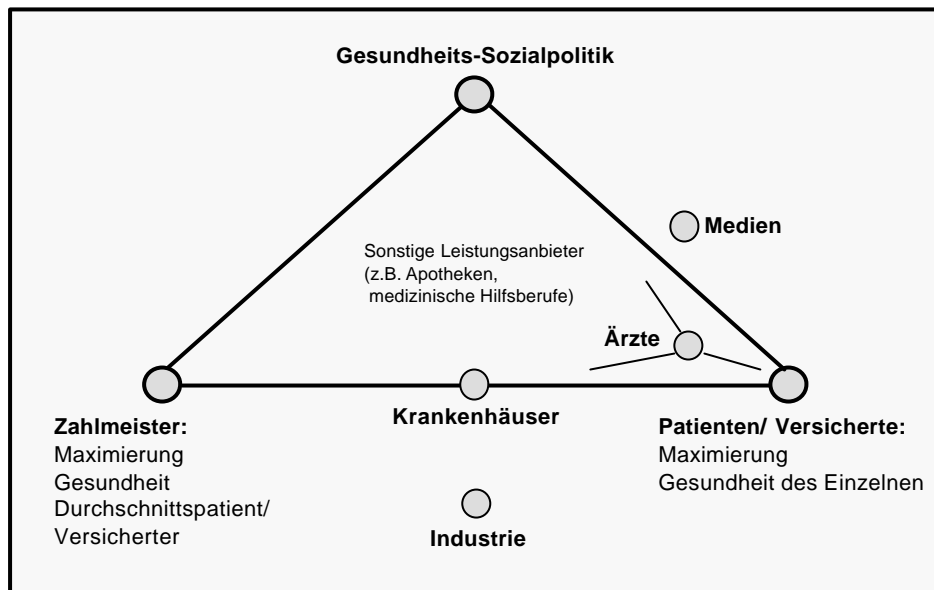 Gesundheits-Sozialpolitik
Medien
Sonstige Leistungsanbieter
(z.B. Apotheken,
medizinische Hilfsberufe)
Ärzte
Krankenhäuser
Zahlmeister:
Maximierung
Gesundheit
Durchschnittspatient/
Versicherter
Patienten/ Versicherte:
Maximierung
Gesundheit des Einzelnen
Industrie